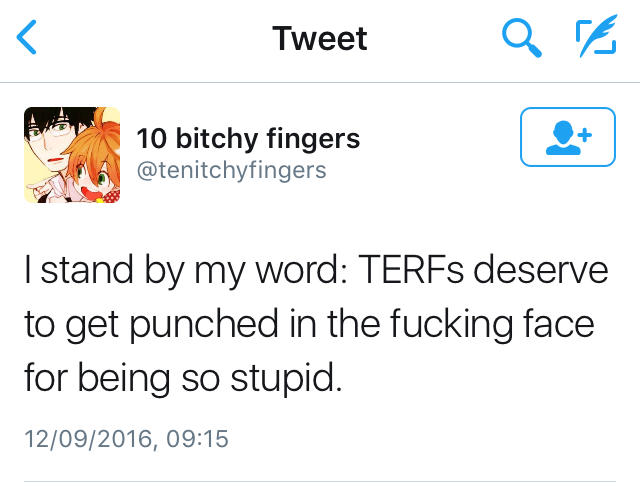 Tweet
10 bitchy fingers
@tenitchyfingers
I stand by my word: TERFs deserve
to get punched in the fucking face
for being so stupid.
12/09/2016, 09:15